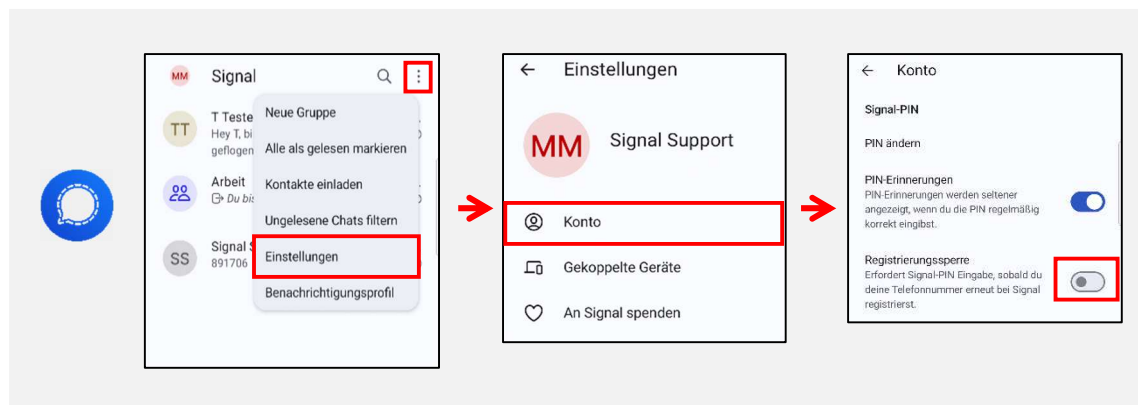 MM Signal
TT
T Teste
Hey T, bi
geflogen
Arbeit
Du bis
SS
Signal S
891706
Neue Gruppe
Alle als gelesen markieren
Kontakte einladen
Ungelesene Chats filtern
Einstellungen
Benachrichtigungsprofil
Einstellungen
MM Signal Support
Konto
Gekoppelte Geräte
An Signal spenden
Konto
Signal-PIN
PIN ändern
PIN-Erinnerungen
PIN-Erinnerungen werden seltener
angezeigt, wenn du die PIN regelmäßig
korrekt eingibst.
Registrierungssperre
Erfordert Signal-PIN Eingabe, sobald du
deine Telefonnummer erneut bei Signal
registrierst.